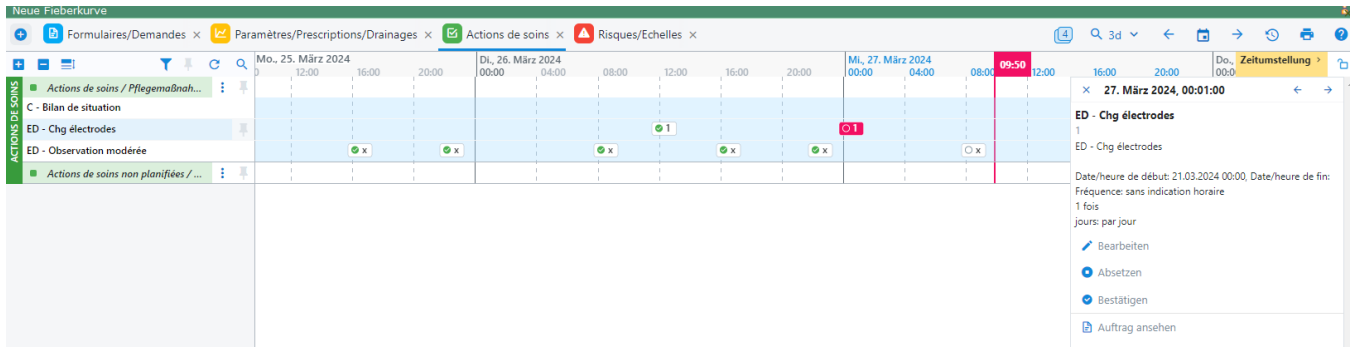 Neue Fieberkurve
Formulaires/Demandes × Paramètres/Prescriptions/Drainages × Actions de soins × Risques/Echelles × 4 3d
Mo., 25. März 2024 Di., 26. März 2024 Mi., 27. März 2024 09:50 Do., Zeitumstellung >
0 12:00 16:00 20:00 00:00 04:00 08:00 12:00 16:00 20:00 00:00 04:00 08:00 12:00 16:00 20:00 00:0
ACTIONS DE SOINS
Actions de soins / Pflegemaßnah...
C - Bilan de situation
ED - Chg électrodes 1 1
ED - Observation modérée x x x x x x
Actions de soins non planifiées / ...
× 27. März 2024, 00:01:00
ED - Chg électrodes
1
ED - Chg électrodes
Date/heure de début: 21.03.2024 00:00, Date/heure de fin:
Fréquence: sans indication horaire
1 fois
jours: par jour
Bearbeiten
Absetzen
Bestätigen
Auftrag ansehen